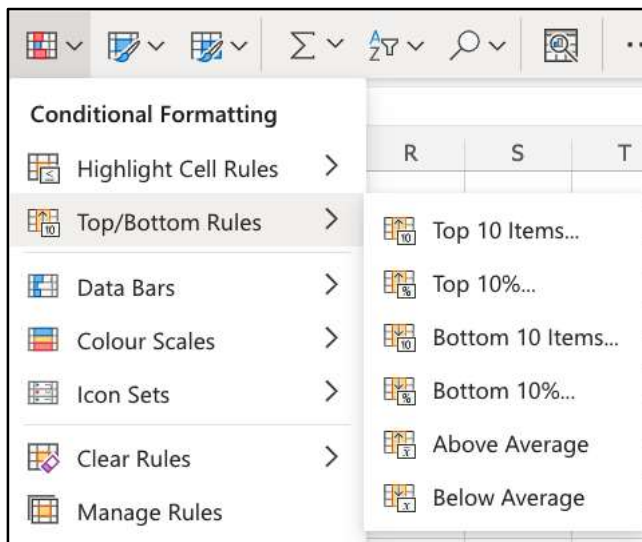 Conditional Formatting
R S T
Highlight Cell Rules
Top/Bottom Rules
Data Bars
Colour Scales
Icon Sets
Clear Rules
Manage Rules
Top 10 Items...
Top 10%...
Bottom 10 Items...
Bottom 10%...
Above Average
Below Average